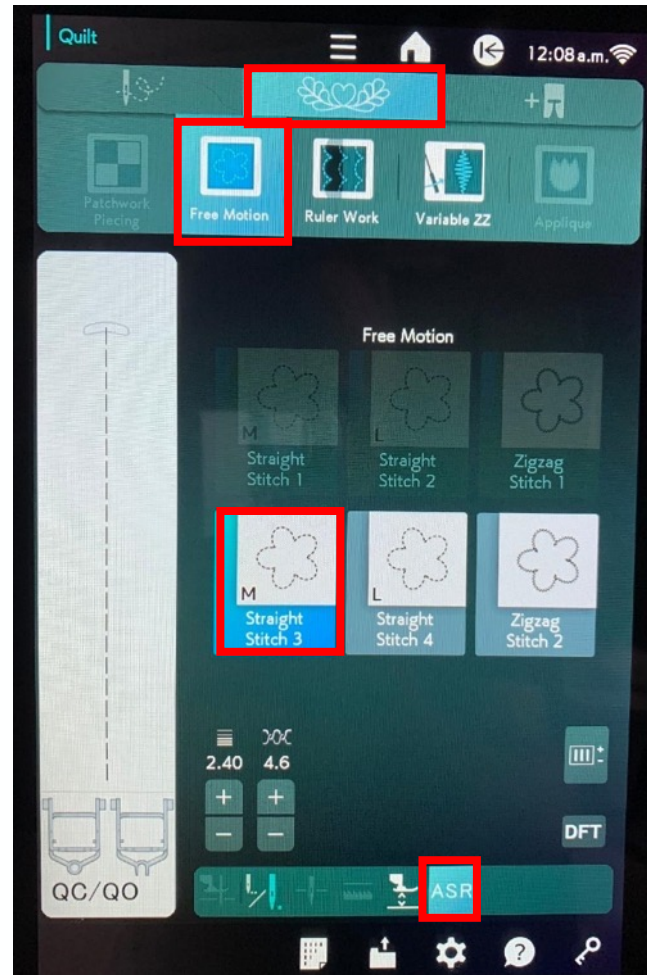 Quilt
12:08 a.m.
Patchwork
Piecing
Free Motion
Ruler Work
Variable ZZ
Applique
Free Motion
M
Straight
Stitch 1
L
Straight
Stitch 2
Zigzag
Stitch 1
M
Straight
Stitch 3
L
Straight
Stitch 4
Zigzag
Stitch 2
2.40
4.6
+
+
−
−
DFT
QC/QO
ASR
?